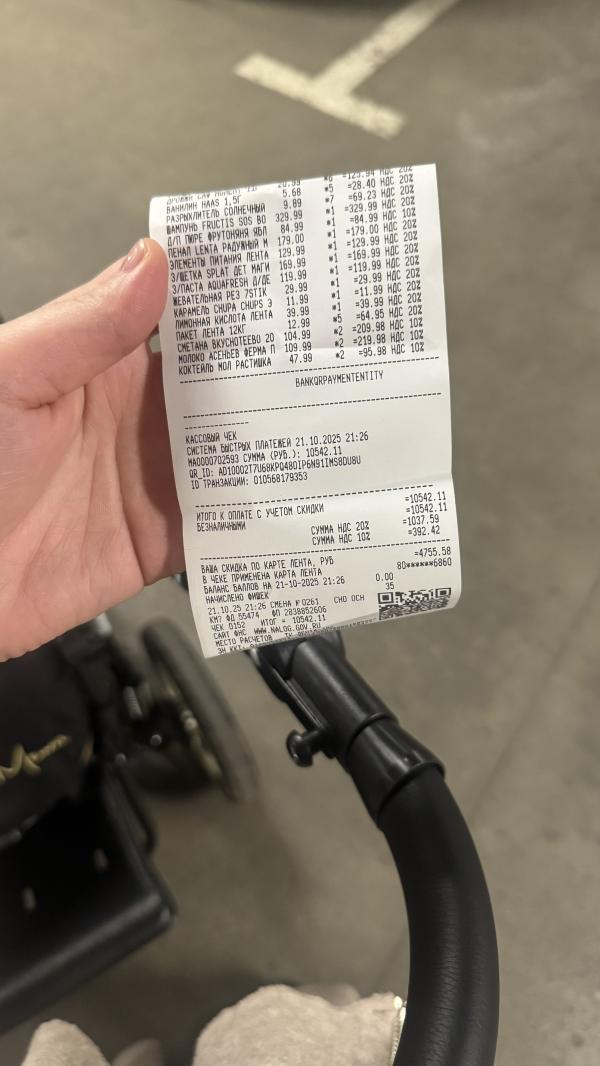 20.99 *6 =125.94 НДС 20%
ВАНИЛИН HAAS 1,5Г 5.68 *5 =28.40 НДС 20%
РАЗРЫХЛИТЕЛЬ СОЛНЕЧНЫЙ 9.89 *7 =69.23 НДС 20%
ШАМПУНЬ FRUCTIS SOS ВО 329.99 *1 =329.99 НДС 20%
Д/П ПЮРЕ ФРУТОНЯНЯ ЯБЛ 84.99 *1 =84.99 НДС 10%
ПЕНАЛ LENTA РАДУЖНЫЙ М 179.00 *1 =179.00 НДС 20%
ЭЛЕМЕНТЫ ПИТАНИЯ ЛЕНТА 129.99 *1 =129.99 НДС 20%
З/ЩЕТКА SPLAT ДЕТ МАГИ 169.99 *1 =169.99 НДС 20%
З/ПАСТА AQUAFRESH Д/ДЕ 119.99 *1 =119.99 НДС 20%
ЖЕВАТЕЛЬНАЯ РЕЗ 7STIK 29.99 *1 =29.99 НДС 20%
КАРАМЕЛЬ CHUPA CHUPS Э 11.99 *1 =11.99 НДС 20%
ЛИМОННАЯ КИСЛОТА ЛЕНТА 39.99 *1 =39.99 НДС 20%
ПАКЕТ ЛЕНТА 12КГ 12.99 *5 =64.95 НДС 20%
СМЕТАНА ВКУСНОТЕЕВО 20 104.99 *2 =209.98 НДС 10%
МОЛОКО АСЕНЬЕВ ФЕРМА П 109.99 *2 =219.98 НДС 10%
КОКТЕЙЛЬ МОЛ РАСТИШКА 47.99 *2 =95.98 НДС 10%
BANKQRPAYMENTENTITY
КАССОВЫЙ ЧЕК
СИСТЕМА БЫСТРЫХ ПЛАТЕЖЕЙ 21.10.2025 21:26
MA0000702593 СУММА (РУБ.): 10542.11
QR_ID: AD10002T7U68KPQ480IP6N91IMS8DU8U
ID ТРАНЗАКЦИИ: 010568179353
ИТОГО К ОПЛАТЕ С УЧЕТОМ СКИДКИ =10542.11
БЕЗНАЛИЧНЫМИ =10542.11
СУММА НДС 20% =1037.59
СУММА НДС 10% =392.42
ВАША СКИДКА ПО КАРТЕ ЛЕНТА, РУБ =4755.58
В ЧЕКЕ ПРИМЕНЕНА КАРТА ЛЕНТА 80******6860
БАЛАНС БАЛЛОВ НА 21-10-2025 21:26 0.00
НАЧИСЛЕНО ФИШЕК 35
21.10.25 21:26 СМЕНА №0261 СНО ОСН
КМ? ФД 55474 ФП 2838852606
ЧЕК 0152 ИТОГ = 10542.11
САЙТ ФНС WWW.NALOG.GOV.RU
МЕСТО РАСЧЕТОВ
ЗН ККТ: